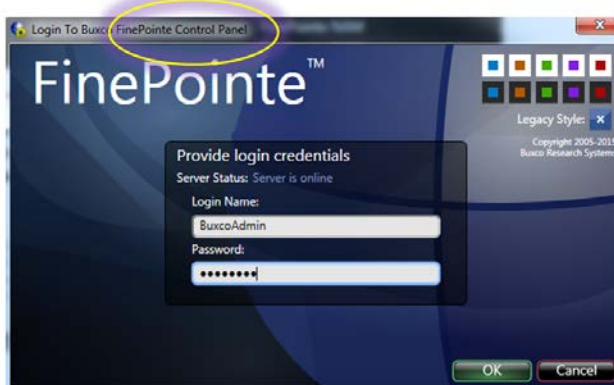 Login To Buxco FinePointe Control Panel
FinePointe™
Legacy Style:
Copyright 2005-2015
Buxco Research Systems
Provide login credentials
Server Status: Server is online
Login Name:
BuxcoAdmin
Password:
••••••••
OK
Cancel